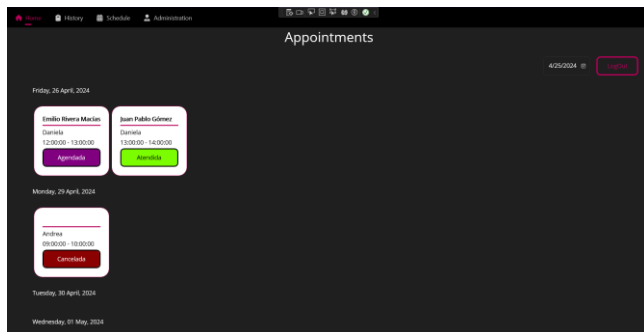 Home History Schedule Administration
Appointments
4/25/2024 Logout
Friday, 26 April, 2024
Emilio Rivera Macías
Daniela
12:00:00 - 13:00:00
Agendada
Juan Pablo Gómez
Daniela
13:00:00 - 14:00:00
Atendida
Monday, 29 April, 2024
Andrea
09:00:00 - 10:00:00
Cancelada
Tuesday, 30 April, 2024
Wednesday, 01 May, 2024